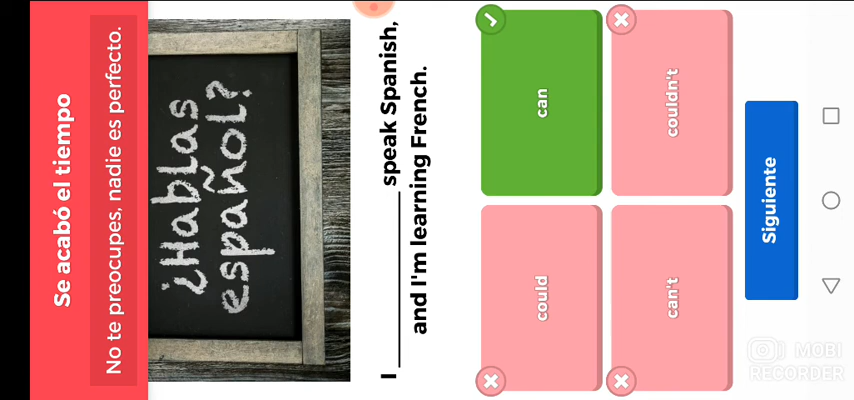 Se acabó el tiempo
No te preocupes, nadie es perfecto.
¿Hablas
español?
I __________ speak Spanish,
and I'm learning French.
could
can
can't
couldn't
Siguiente
MOBI
RECORDER